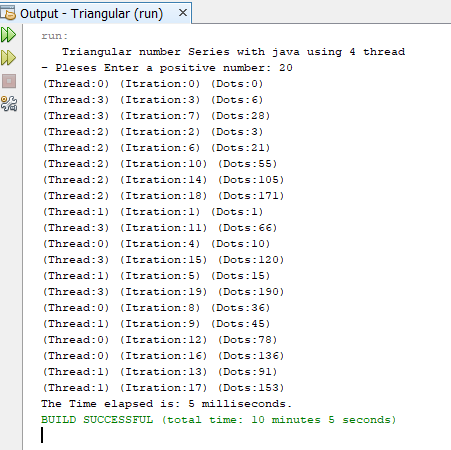 Output - Triangular (run)
run:
Triangular number Series with java using 4 thread
- Pleses Enter a positive number: 20
(Thread:0) (Itration:0) (Dots:0)
(Thread:3) (Itration:3) (Dots:6)
(Thread:3) (Itration:7) (Dots:28)
(Thread:2) (Itration:2) (Dots:3)
(Thread:2) (Itration:6) (Dots:21)
(Thread:2) (Itration:10) (Dots:55)
(Thread:2) (Itration:14) (Dots:105)
(Thread:2) (Itration:18) (Dots:171)
(Thread:1) (Itration:1) (Dots:1)
(Thread:3) (Itration:11) (Dots:66)
(Thread:0) (Itration:4) (Dots:10)
(Thread:3) (Itration:15) (Dots:120)
(Thread:1) (Itration:5) (Dots:15)
(Thread:3) (Itration:19) (Dots:190)
(Thread:0) (Itration:8) (Dots:36)
(Thread:1) (Itration:9) (Dots:45)
(Thread:0) (Itration:12) (Dots:78)
(Thread:0) (Itration:16) (Dots:136)
(Thread:1) (Itration:13) (Dots:91)
(Thread:1) (Itration:17) (Dots:153)
The Time elapsed is: 5 milliseconds.
BUILD SUCCESSFUL (total time: 10 minutes 5 seconds)